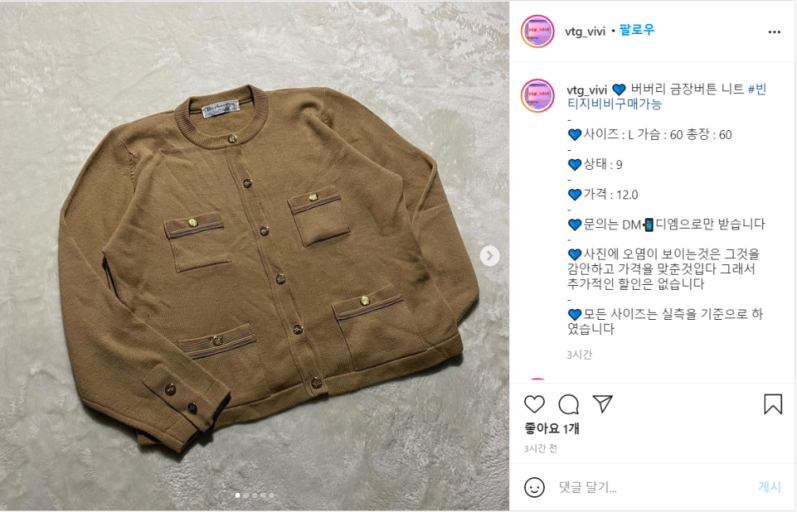 Burberrys
vtg_vivi • 팔로우
vtg_vivi 💙 버버리 금장버튼 니트 #빈
티지비비구매가능
-
💙사이즈 : L 가슴 : 60 총장 : 60
-
💙상태 : 9
-
💙가격 : 12.0
-
💙문의는 DM📲디엠으로만 받습니다
-
💙사진에 오염이 보이는것은 그것을
감안하고 가격을 맞춘것입다 그래서
추가적인 할인은 없습니다
-
💙모든 사이즈는 실측을 기준으로 하
였습니다
3시간
좋아요 1개
3시간 전
댓글 달기...
게시